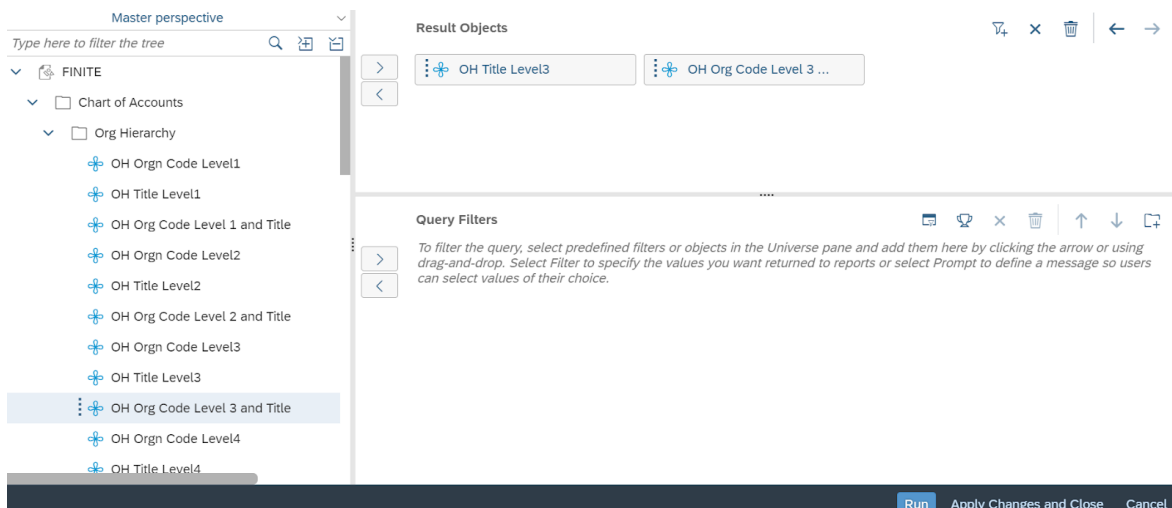 Master perspective
Type here to filter the tree
FINITE
Chart of Accounts
Org Hierarchy
OH Orgn Code Level1
OH Title Level1
OH Org Code Level 1 and Title
OH Orgn Code Level2
OH Title Level2
OH Org Code Level 2 and Title
OH Orgn Code Level3
OH Title Level3
OH Org Code Level 3 and Title
OH Orgn Code Level4
OH Title Level4
Result Objects
OH Title Level3
OH Org Code Level 3 ...
Query Filters
To filter the query, select predefined filters or objects in the Universe pane and add them here by clicking the arrow or using
drag-and-drop. Select Filter to specify the values you want returned to reports or select Prompt to define a message so users
can select values of their choice.
Run Apply Changes and Close Cancel